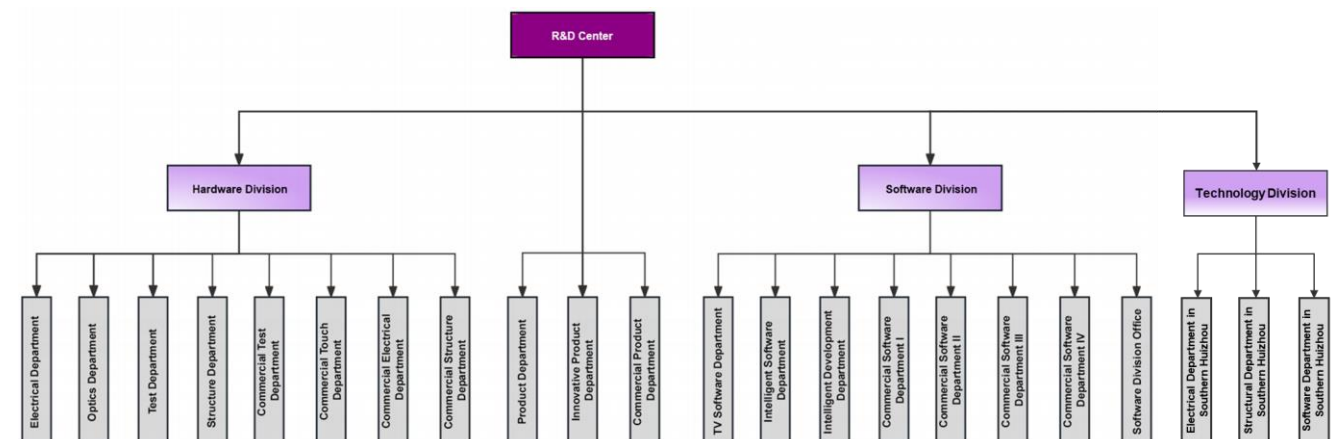 R&D Center
Hardware Division
Software Division
Technology Division
Electrical Department
Optics Department
Test Department
Structure Department
Commercial Test
Department
Commercial Touch
Department
Commercial Electrical
Department
Commercial Structure
Department
Product Department
Innovative Product
Department
Commercial Product
Department
TV Software Department
Intelligent Software
Department
Intelligent Development
Department
Commercial Software
Department I
Commercial Software
Department II
Commercial Software
Department III
Commercial Software
Department IV
Software Division Office
Electrical Department in
Southern Huizhou
Structural Department in
Southern Huizhou
Software Department in
Southern Huizhou